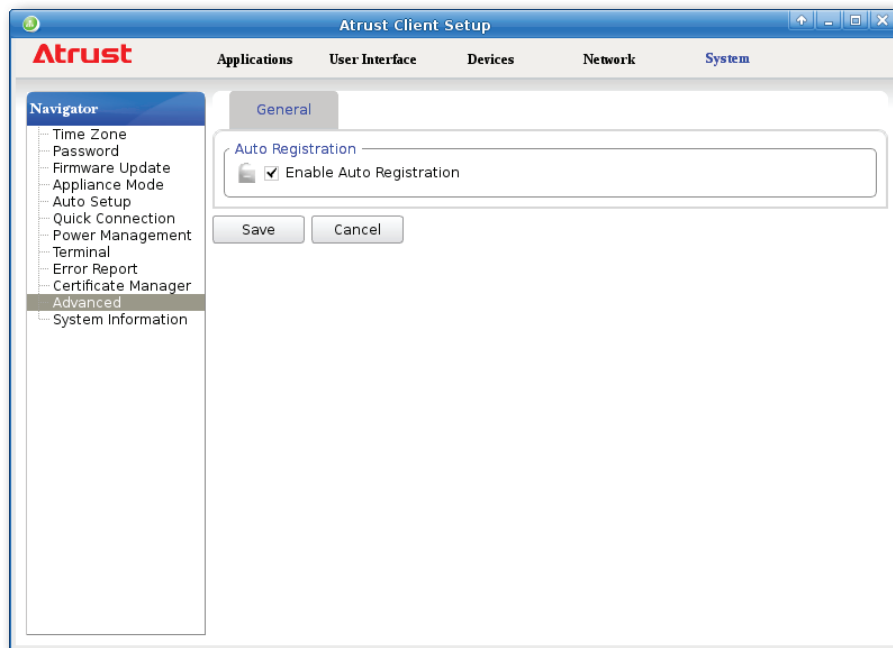 Atrust Client Setup
Atrust
Applications User Interface Devices Network System
Navigator
Time Zone
Password
Firmware Update
Appliance Mode
Auto Setup
Quick Connection
Power Management
Terminal
Error Report
Certificate Manager
Advanced
System Information
General
Auto Registration
Enable Auto Registration
Save Cancel